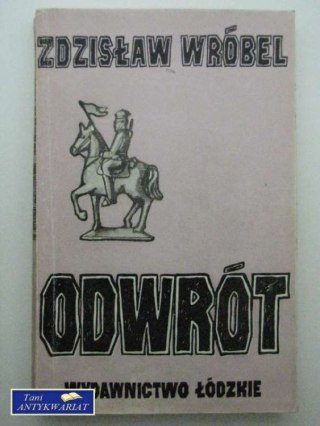 ZDZISŁAW WRÓBEL
ODWRÓT
WYDAWNICTWO ŁÓDZKIE
Tani
ANTYKWARIAT